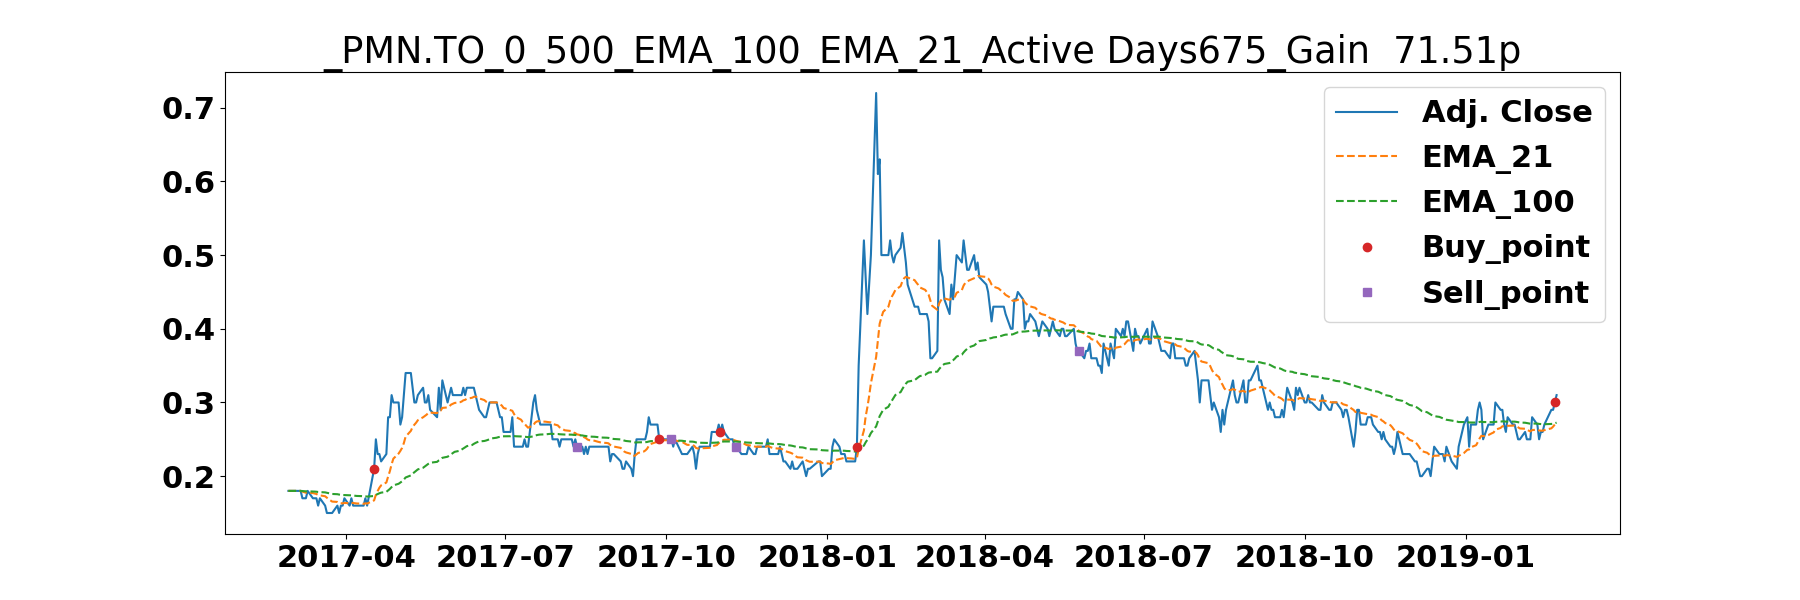 _PMN.TO_0_500_EMA_100_EMA_21_Active Days675_Gain  71.51p
0.7
0.6
0.5
0.4
0.3
0.2
Adj. Close
EMA_21
EMA_100
Buy_point
Sell_point
2017-04 2017-07 2017-10 2018-01 2018-04 2018-07 2018-10 2019-01